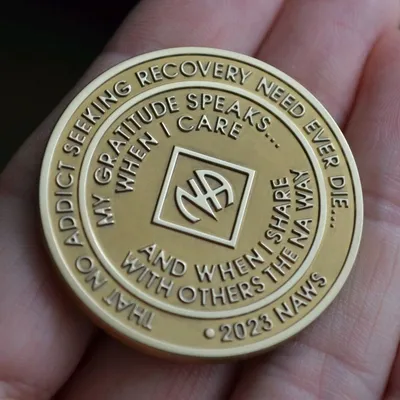 THAT NO ADDICT SEEKING RECOVERY NEED EVER DIE....
MY GRATITUDE SPEAKS...
WHEN I CARE
NA
AND WHEN I SHARE
WITH OTHERS THE NA WAY
• 2023 NAWS